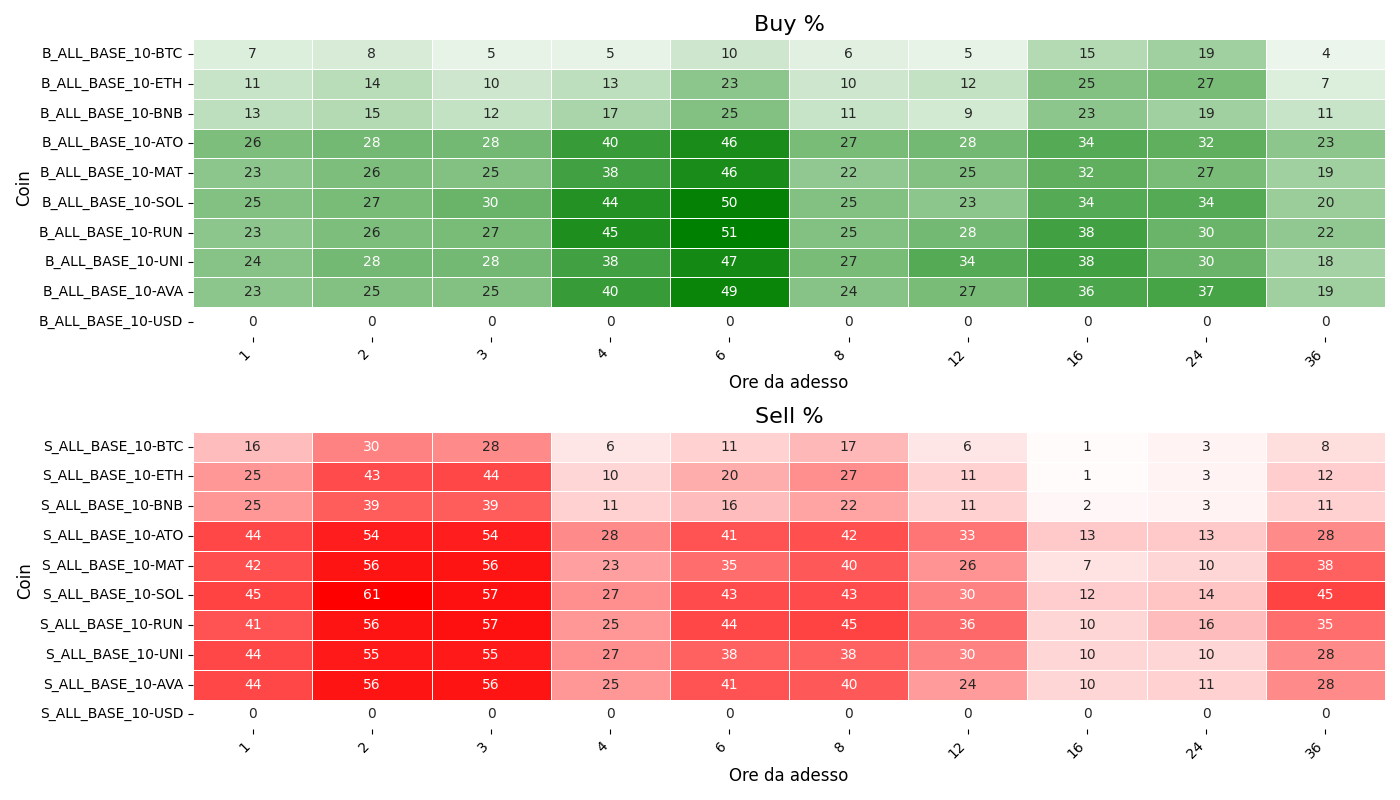 Buy %
Coin
B_ALL_BASE_10-BTC 7 8 5 5 10 6 5 15 19 4
B_ALL_BASE_10-ETH 11 14 10 13 23 10 12 25 27 7
B_ALL_BASE_10-BNB 13 15 12 17 25 11 9 23 19 11
B_ALL_BASE_10-ATO 26 28 28 40 46 27 28 34 32 23
B_ALL_BASE_10-MAT 23 26 25 38 46 22 25 32 27 19
B_ALL_BASE_10-SOL 25 27 30 44 50 25 23 34 34 20
B_ALL_BASE_10-RUN 23 26 27 45 51 25 28 38 30 22
B_ALL_BASE_10-UNI 24 28 28 38 47 27 34 38 30 18
B_ALL_BASE_10-AVA 23 25 25 40 49 24 27 36 37 19
B_ALL_BASE_10-USD 0 0 0 0 0 0 0 0 0 0
1 2 3 4 6 8 12 16 24 36
Ore da adesso
Sell %
Coin
S_ALL_BASE_10-BTC 16 30 28 6 11 17 6 1 3 8
S_ALL_BASE_10-ETH 25 43 44 10 20 27 11 1 3 12
S_ALL_BASE_10-BNB 25 39 39 11 16 22 11 2 3 11
S_ALL_BASE_10-ATO 44 54 54 28 41 42 33 13 13 28
S_ALL_BASE_10-MAT 42 56 56 23 35 40 26 7 10 38
S_ALL_BASE_10-SOL 45 61 57 27 43 43 30 12 14 45
S_ALL_BASE_10-RUN 41 56 57 25 44 45 36 10 16 35
S_ALL_BASE_10-UNI 44 55 55 27 38 38 30 10 10 28
S_ALL_BASE_10-AVA 44 56 56 25 41 40 24 10 11 28
S_ALL_BASE_10-USD 0 0 0 0 0 0 0 0 0 0
1 2 3 4 6 8 12 16 24 36
Ore da adesso